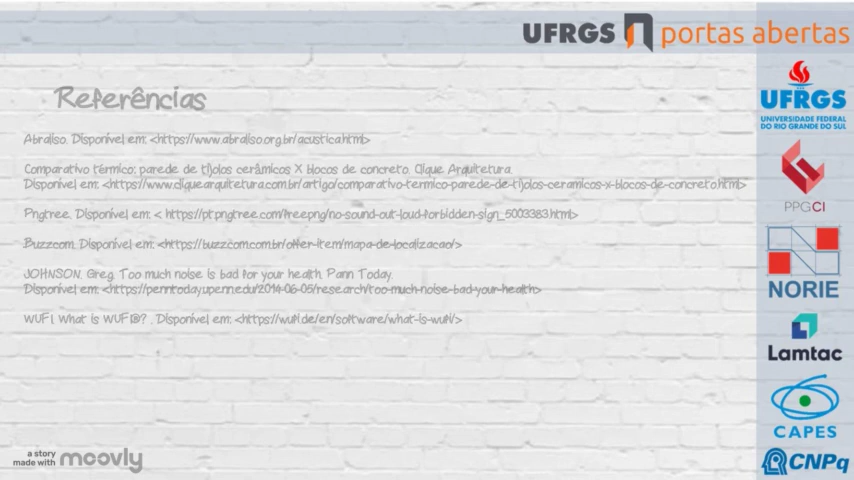 UFRGS portas abertas
Referências
Abraliso. Disponível em: <https://www.abraliso.org.br/acustica.html>
Comparativo térmico: parede de tijolos cerâmicos X blocos de concreto. Clique Arquitetura.
Disponível em: <https://www.cliquearquitetura.com.br/artigo/comparativo-termico-parede-de-tijolos-ceramicos-x-blocos-de-concreto.html>
Pngtree. Disponível em: < https://pt.pngtree.com/freepng/no-sound-out-loud-forbidden-sign_5003383.html>
Buzzcom. Disponível em: <https://buzzcom.com.br/offer-item/mapa-de-localizacao/>
JOHNSON. Greg. Too much noise is bad for your health. Pann Today.
Disponível em: <https://penntoday.upenn.edu/2014-06-05/research/too-much-noise-bad-your-health>
WUFI. What is WUFI®? . Disponível em: <https://wufi.de/en/software/what-is-wufi/>
UFRGS
UNIVERSIDADE FEDERAL
DO RIO GRANDE DO SUL
PPGCI
NORIE
Lamtac
CAPES
CNPq
a story
made with moovly